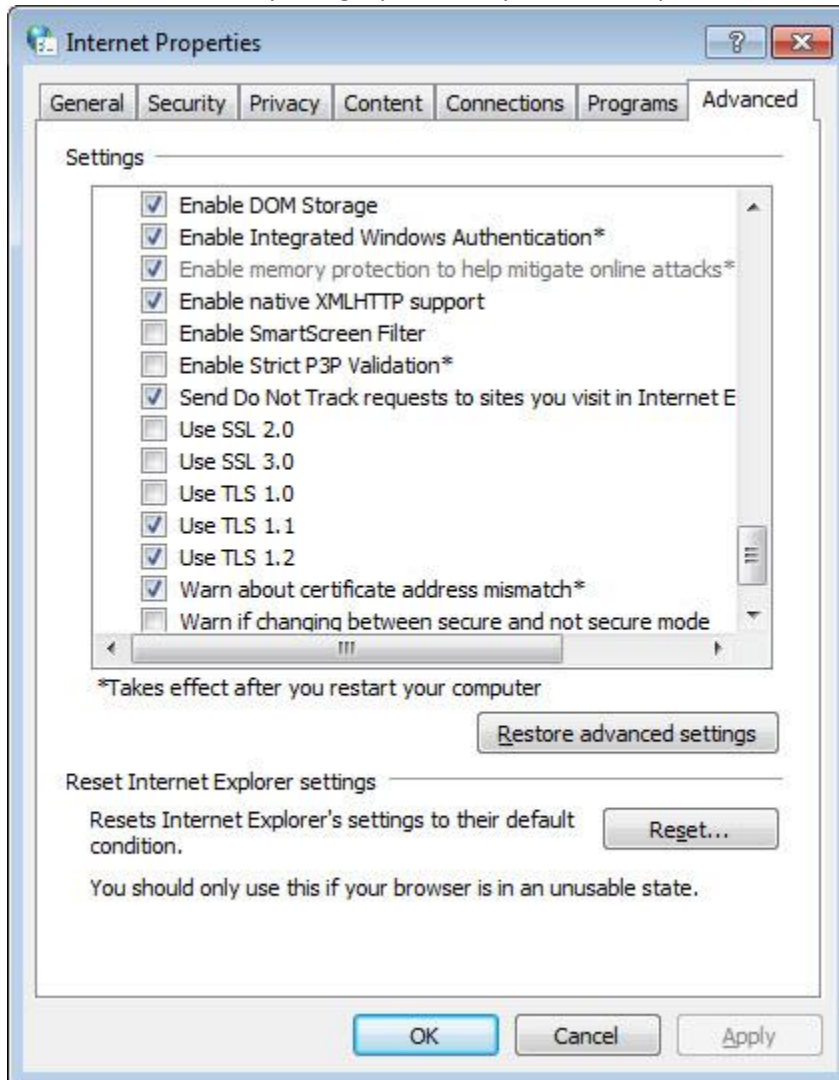 Internet Properties
General Security Privacy Content Connections Programs Advanced
Settings
Enable DOM Storage
Enable Integrated Windows Authentication*
Enable memory protection to help mitigate online attacks*
Enable native XMLHTTP support
Enable SmartScreen Filter
Enable Strict P3P Validation*
Send Do Not Track requests to sites you visit in Internet E
Use SSL 2.0
Use SSL 3.0
Use TLS 1.0
Use TLS 1.1
Use TLS 1.2
Warn about certificate address mismatch*
Warn if changing between secure and not secure mode
*Takes effect after you restart your computer
Restore advanced settings
Reset Internet Explorer settings
Resets Internet Explorer's settings to their default
condition.
Reset...
You should only use this if your browser is in an unusable state.
OK Cancel Apply